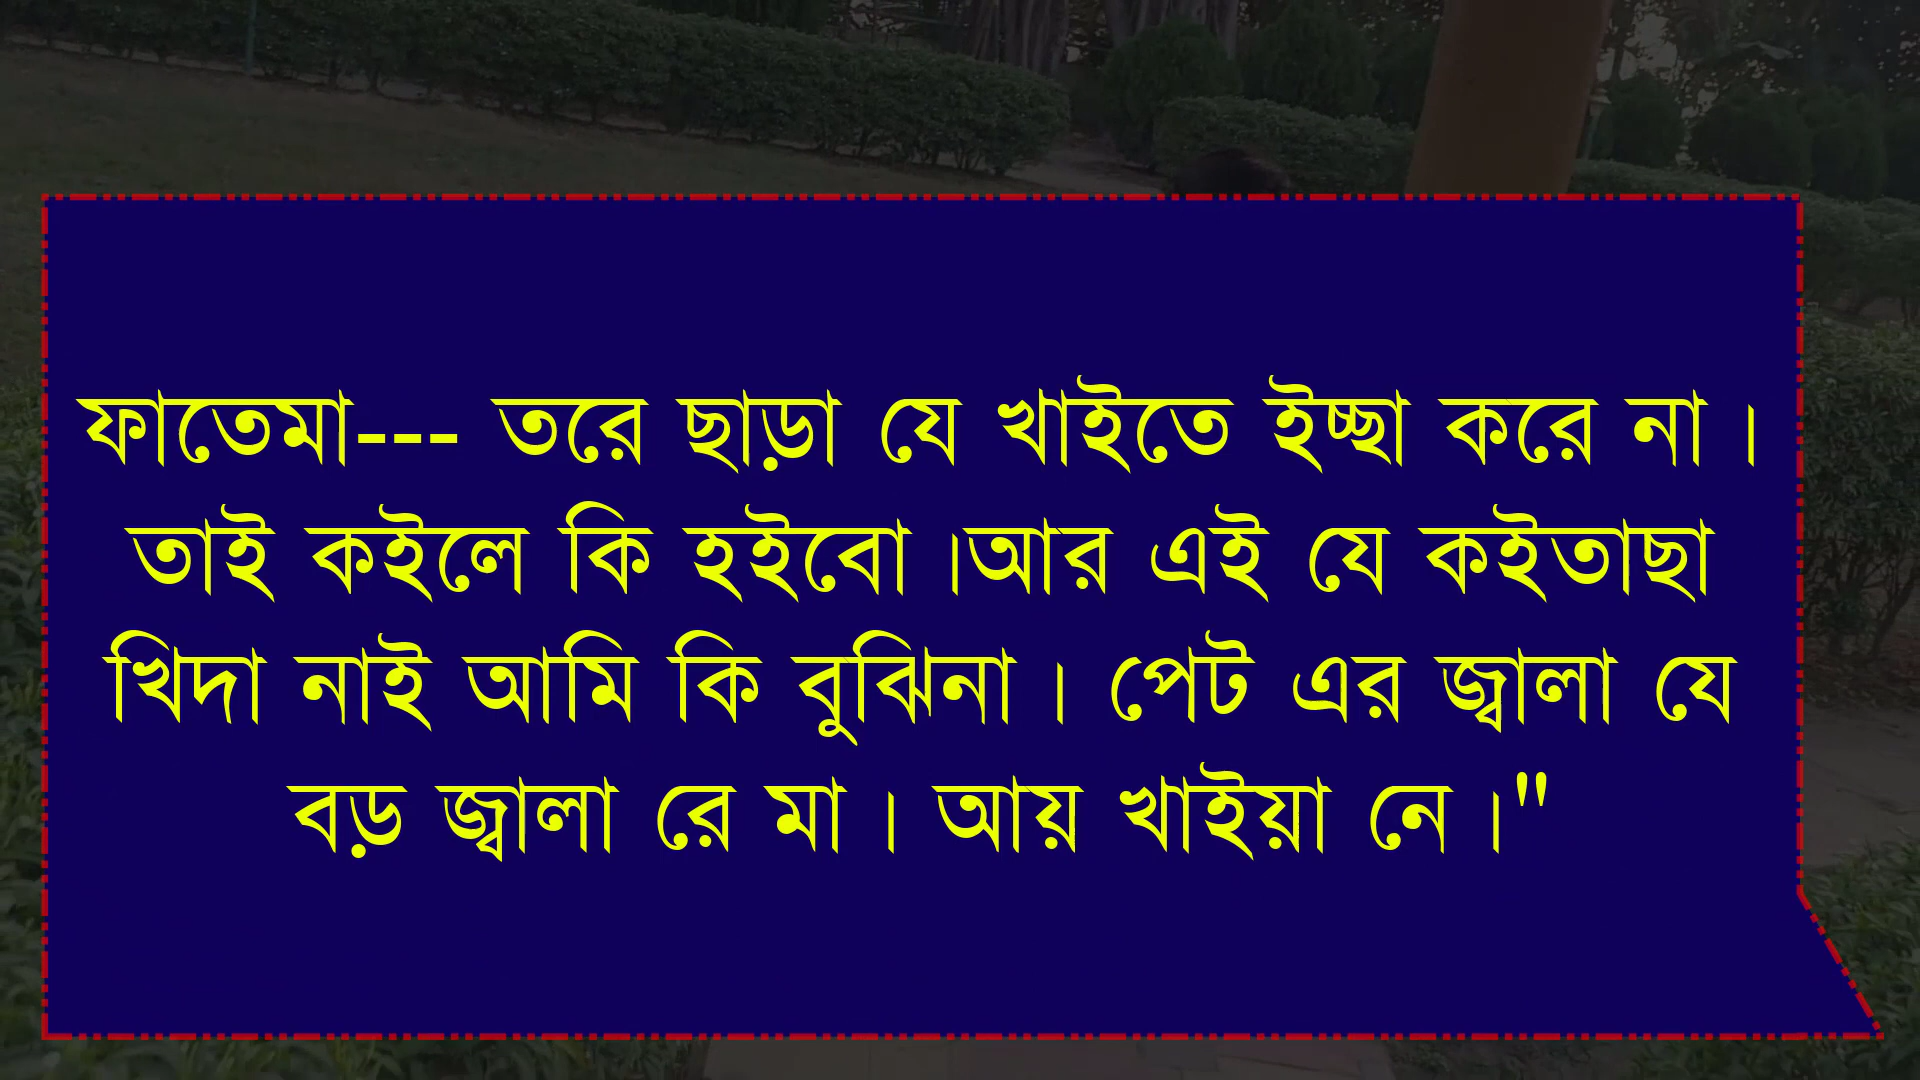 ফাতেমা--- তরে ছাড়া যে খাইতে ইচ্ছা করে না ।
তাই কইলে কি হইবো ।আর এই যে কইতাছা
খিদা নাই আমি কি বুঝিনা । পেট এর জ্বালা যে
বড় জ্বালা রে মা । আয় খাইয়া নে ।"